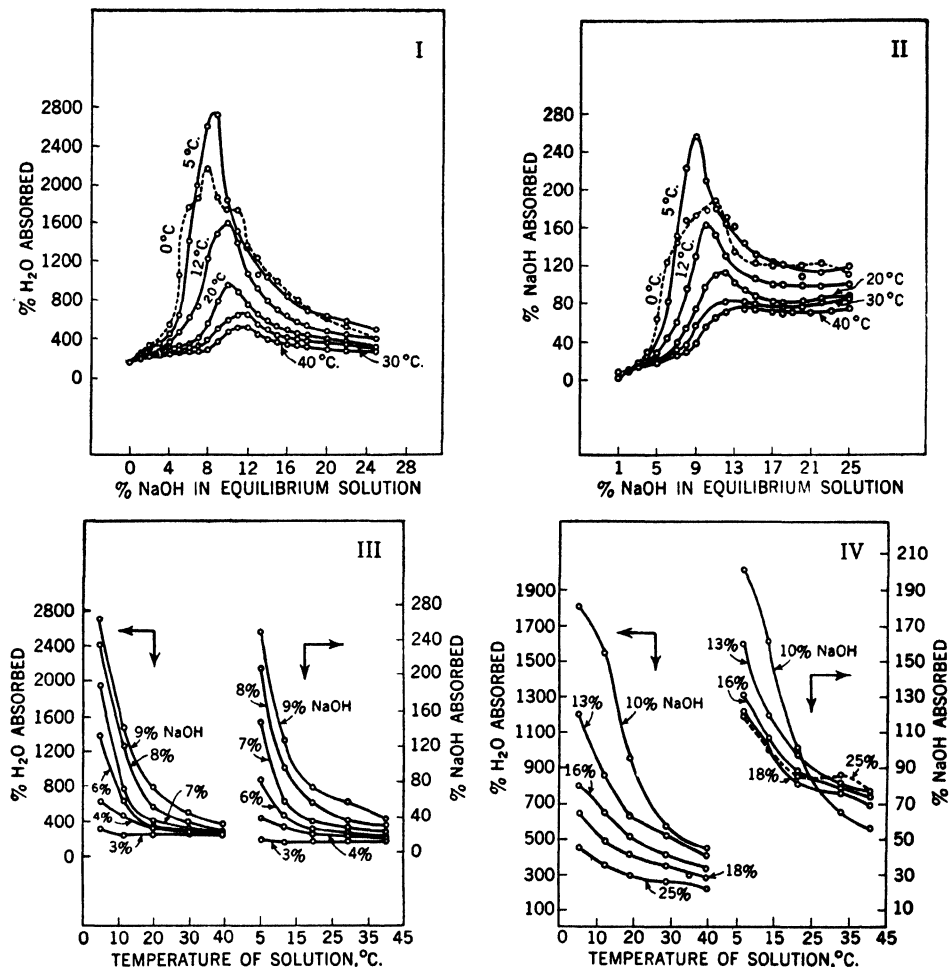 I
% H₂O ABSORBED
2800
2400
2000
1600
1200
800
400
0
5°C.
0°C
12°C.
20°C
40°C.
30°C.
0 4 8 12 16 20 24 28
% NaOH IN EQUILIBRIUM SOLUTION
II
% NaOH ABSORBED
280
240
200
160
120
80
40
0
5°C.
0°C.
12°C
20°C
30°C
40°C
1 5 9 13 17 21 25
% NaOH IN EQUILIBRIUM SOLUTION
III
% H₂O ABSORBED
2800
2400
2000
1600
1200
800
400
0
9% NaOH
8%
7%
6%
4%
3%
8%
9% NaOH
7%
6%
4%
3%
280
240
200
160
120
80
40
0
% NaOH ABSORBED
0 10 20 30 40 5 15 25 35 45
TEMPERATURE OF SOLUTION,°C.
IV
% H₂O ABSORBED
1900
1700
1500
1300
1100
900
700
500
300
100
13%
10% NaOH
16%
18%
25%
13%
10% NaOH
16%
25%
18%
210
190
170
150
130
110
90
70
50
30
10
% NaOH ABSORBED
0 10 20 30 40 5 15 25 35 45
TEMPERATURE OF SOLUTION,°C.